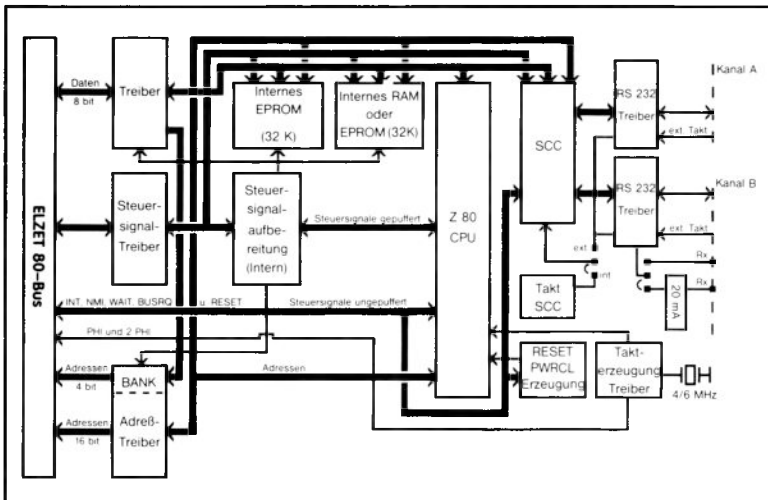 ELZET 80-Bus
Daten
8 bit
Treiber
Internes
EPROM
(32 K)
Internes RAM
oder
EPROM (32K)
SCC
RS 232
Treiber
Kanal A
ext. Takt
RS 232
Treiber
Kanal B
ext. Takt
Steuer-
signal-
Treiber
Steuer-
signal-
aufbe-
reitung
(Intern)
Steuersignale gepuffert
Z 80
CPU
ext.
int
Takt
SCC
Rx
Rx
20 mA
INT. NMI, WAIT. BUSRQ u. RESET
Steuersignale ungepuffert
PHI und 2 PHI
Adressen
4 bit
BANK
Adressen
RESET
PWRCL
Erzeugung
Takt-
erzeugung
Treiber
4/6 MHz
Adressen
16 bit
Adreß-
Treiber